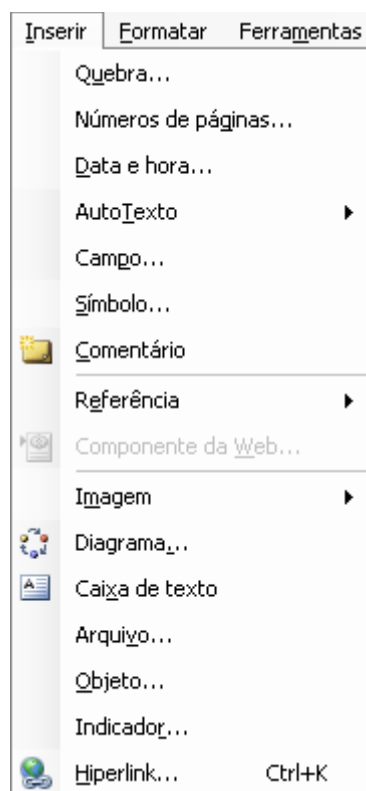 Inserir Formatar Ferramentas
Quebra...
Números de páginas...
Data e hora...
AutoTexto
Campo...
Símbolo...
Comentário
Referência
Componente da Web...
Imagem
Diagrama...
Caixa de texto
Arquivo...
Objeto...
Indicador...
Hiperlink... Ctrl+K